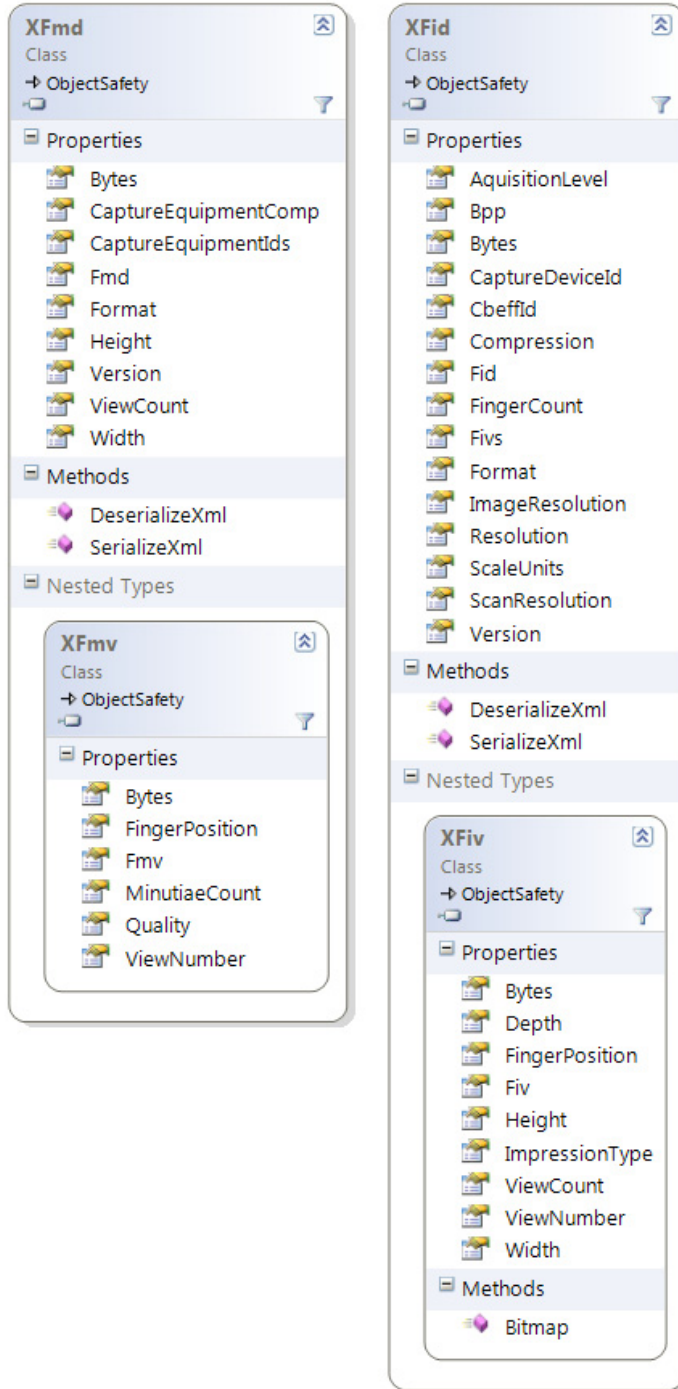 XFmd
Class
ObjectSafety
Properties
Bytes
CaptureEquipmentComp
CaptureEquipmentIds
Fmd
Format
Height
Version
ViewCount
Width
Methods
DeserializeXml
SerializeXml
Nested Types
XFmv
Class
ObjectSafety
Properties
Bytes
FingerPosition
Fmv
MinutiaeCount
Quality
ViewNumber
XFid
Class
ObjectSafety
Properties
AquisitionLevel
Bpp
Bytes
CaptureDeviceId
CbeffId
Compression
Fid
FingerCount
Fivs
Format
ImageResolution
Resolution
ScaleUnits
ScanResolution
Version
Methods
DeserializeXml
SerializeXml
Nested Types
XFiv
Class
ObjectSafety
Properties
Bytes
Depth
FingerPosition
Fiv
Height
ImpressionType
ViewCount
ViewNumber
Width
Methods
Bitmap